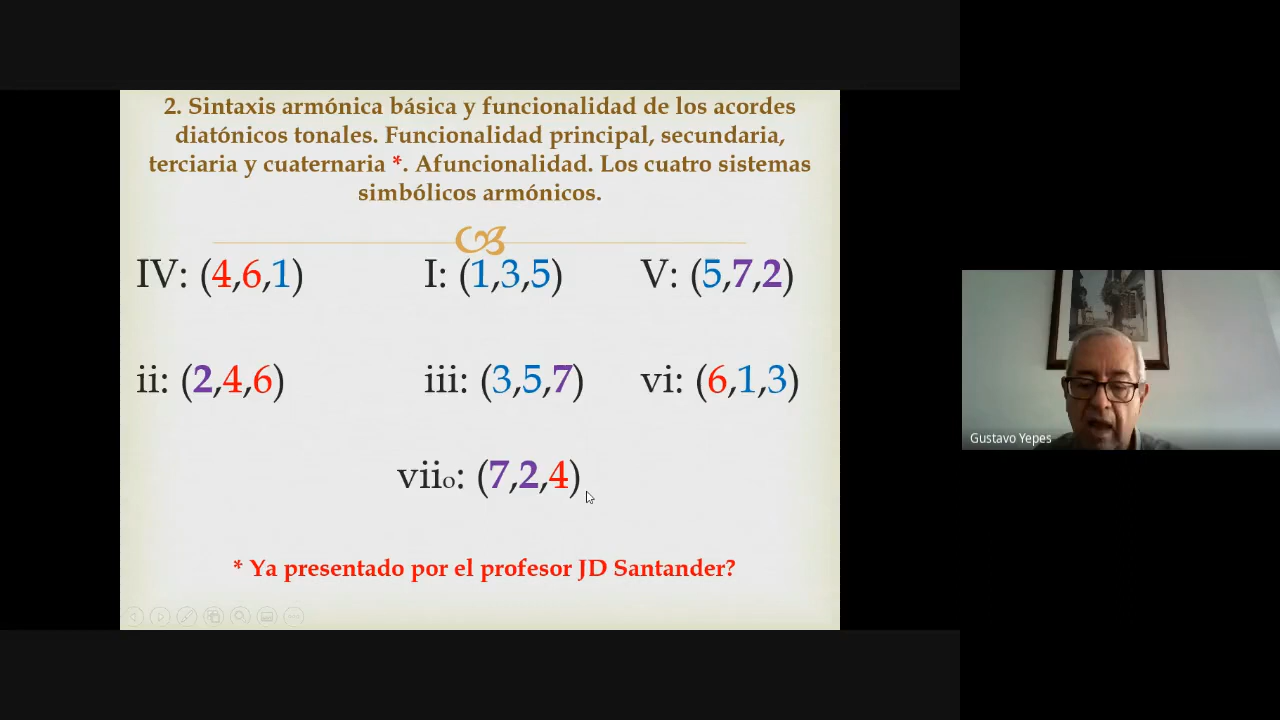 2. Sintaxis armónica básica y funcionalidad de los acordes
diatónicos tonales. Funcionalidad principal, secundaria,
terciaria y cuaternaria *. Afuncionalidad. Los cuatro sistemas
simbólicos armónicos.
IV: (4,6,1) I: (1,3,5) V: (5,7,2)
ii: (2,4,6) iii: (3,5,7) vi: (6,1,3)
viio: (7,2,4)
* Ya presentado por el profesor JD Santander?
Gustavo Yepes